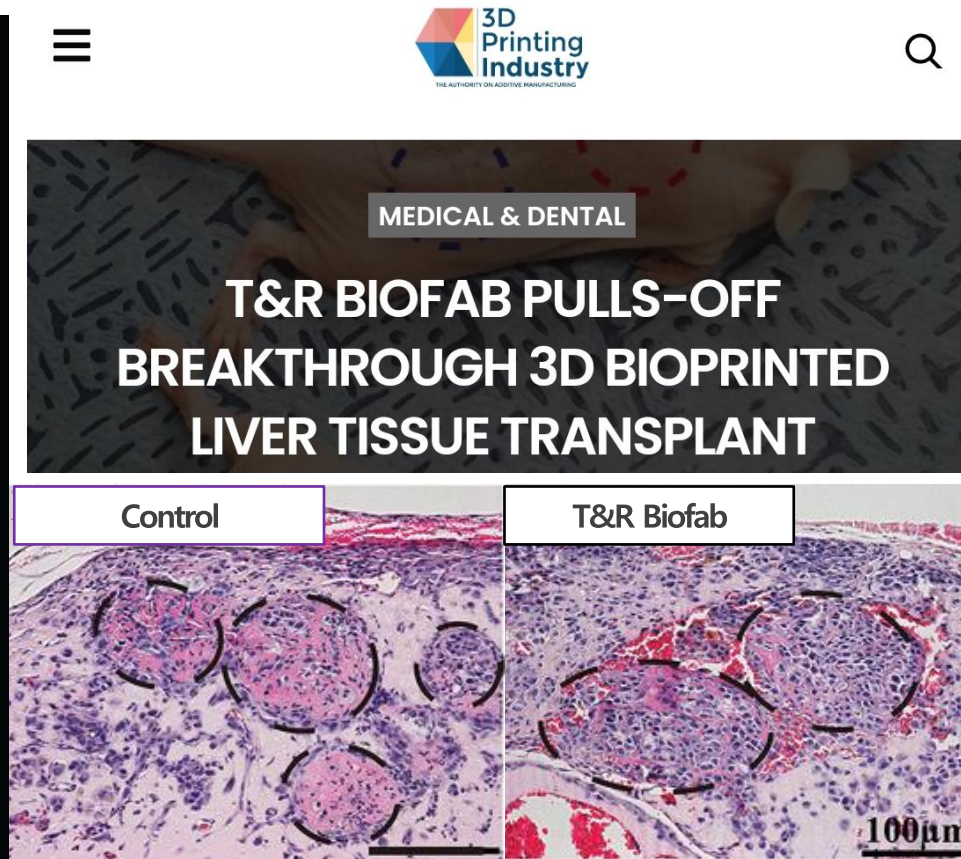 3D
Printing
Industry
THE AUTHORITY ON ADDITIVE MANUFACTURING
MEDICAL & DENTAL
T&R BIOFAB PULLS-OFF
BREAKTHROUGH 3D BIOPRINTED
LIVER TISSUE TRANSPLANT
Control
T&R Biofab
100μm